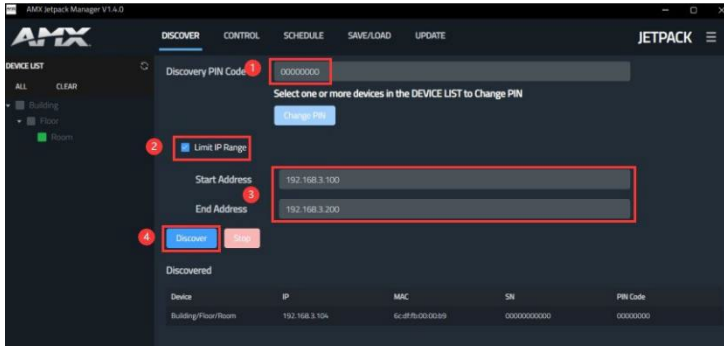 AMX Jetpack Manager V1.4.0
AMX
DISCOVER CONTROL SCHEDULE SAVE/LOAD UPDATE
JETPACK
DEVICE LIST
ALL CLEAR
Building
Floor
Room
Discovery PIN Code 1 00000000
Select one or more devices in the DEVICE LIST to Change PIN
Change PIN
2 Limit IP Range
Start Address 192.168.3.100
3
End Address 192.168.3.200
4 Discover Stop
Discovered
Device IP MAC SN PIN Code
Building/Floor/Room 192.168.3.104 6c:df:fb:00:00:b9 00000000000 00000000